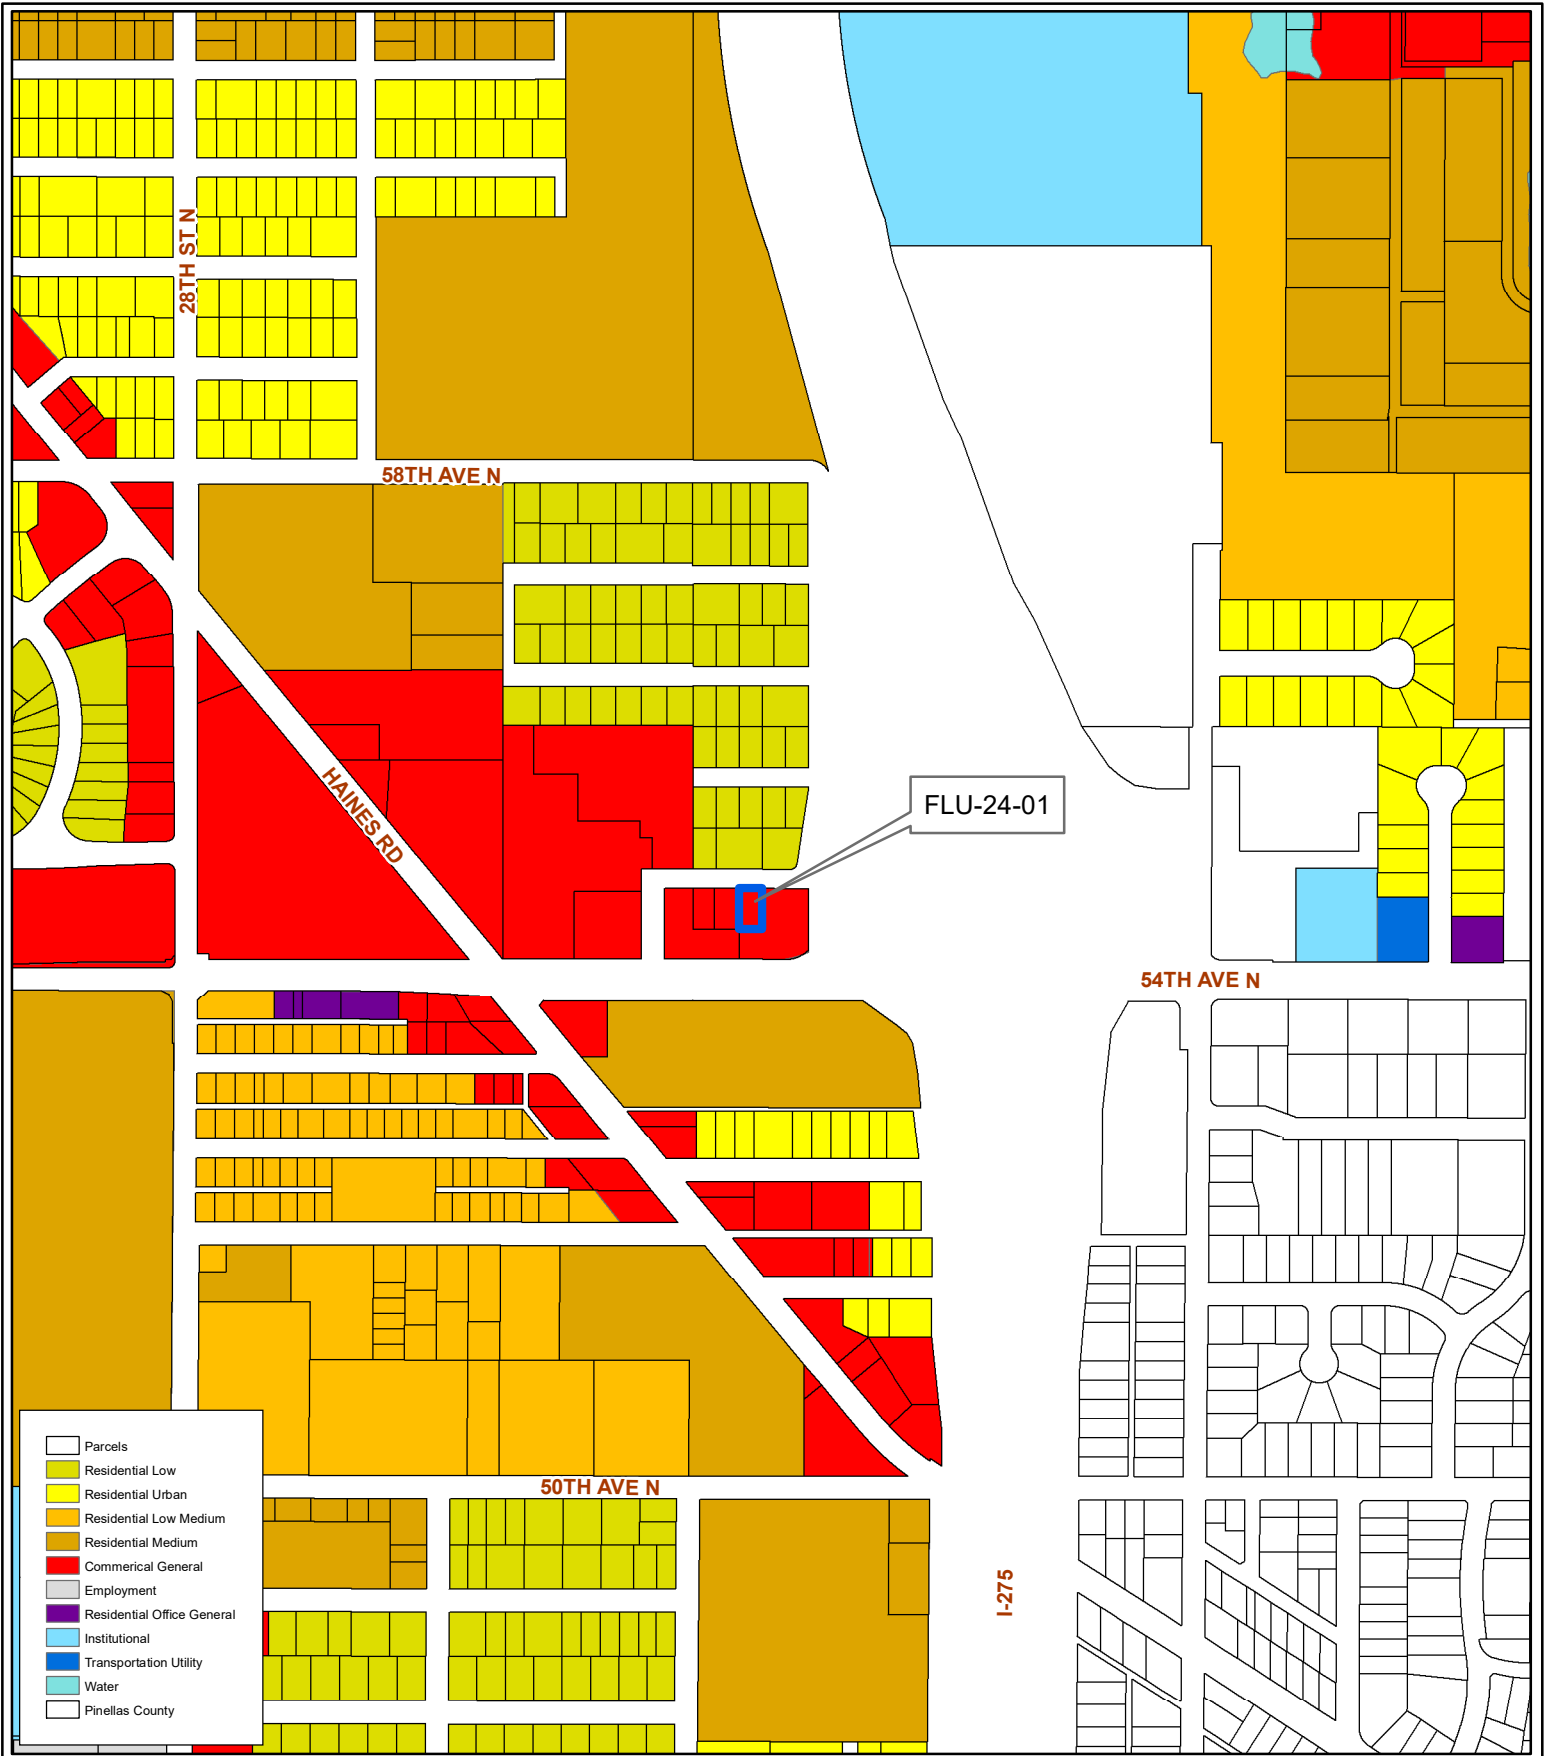 28TH ST N
58TH AVE N
HAINES RD
FLU-24-01
54TH AVE N
50TH AVE N
I-275
Parcels
Residential Low
Residential Urban
Residential Low Medium
Residential Medium
Commerical General
Employment
Residential Office General
Institutional
Transportation Utility
Water
Pinellas County